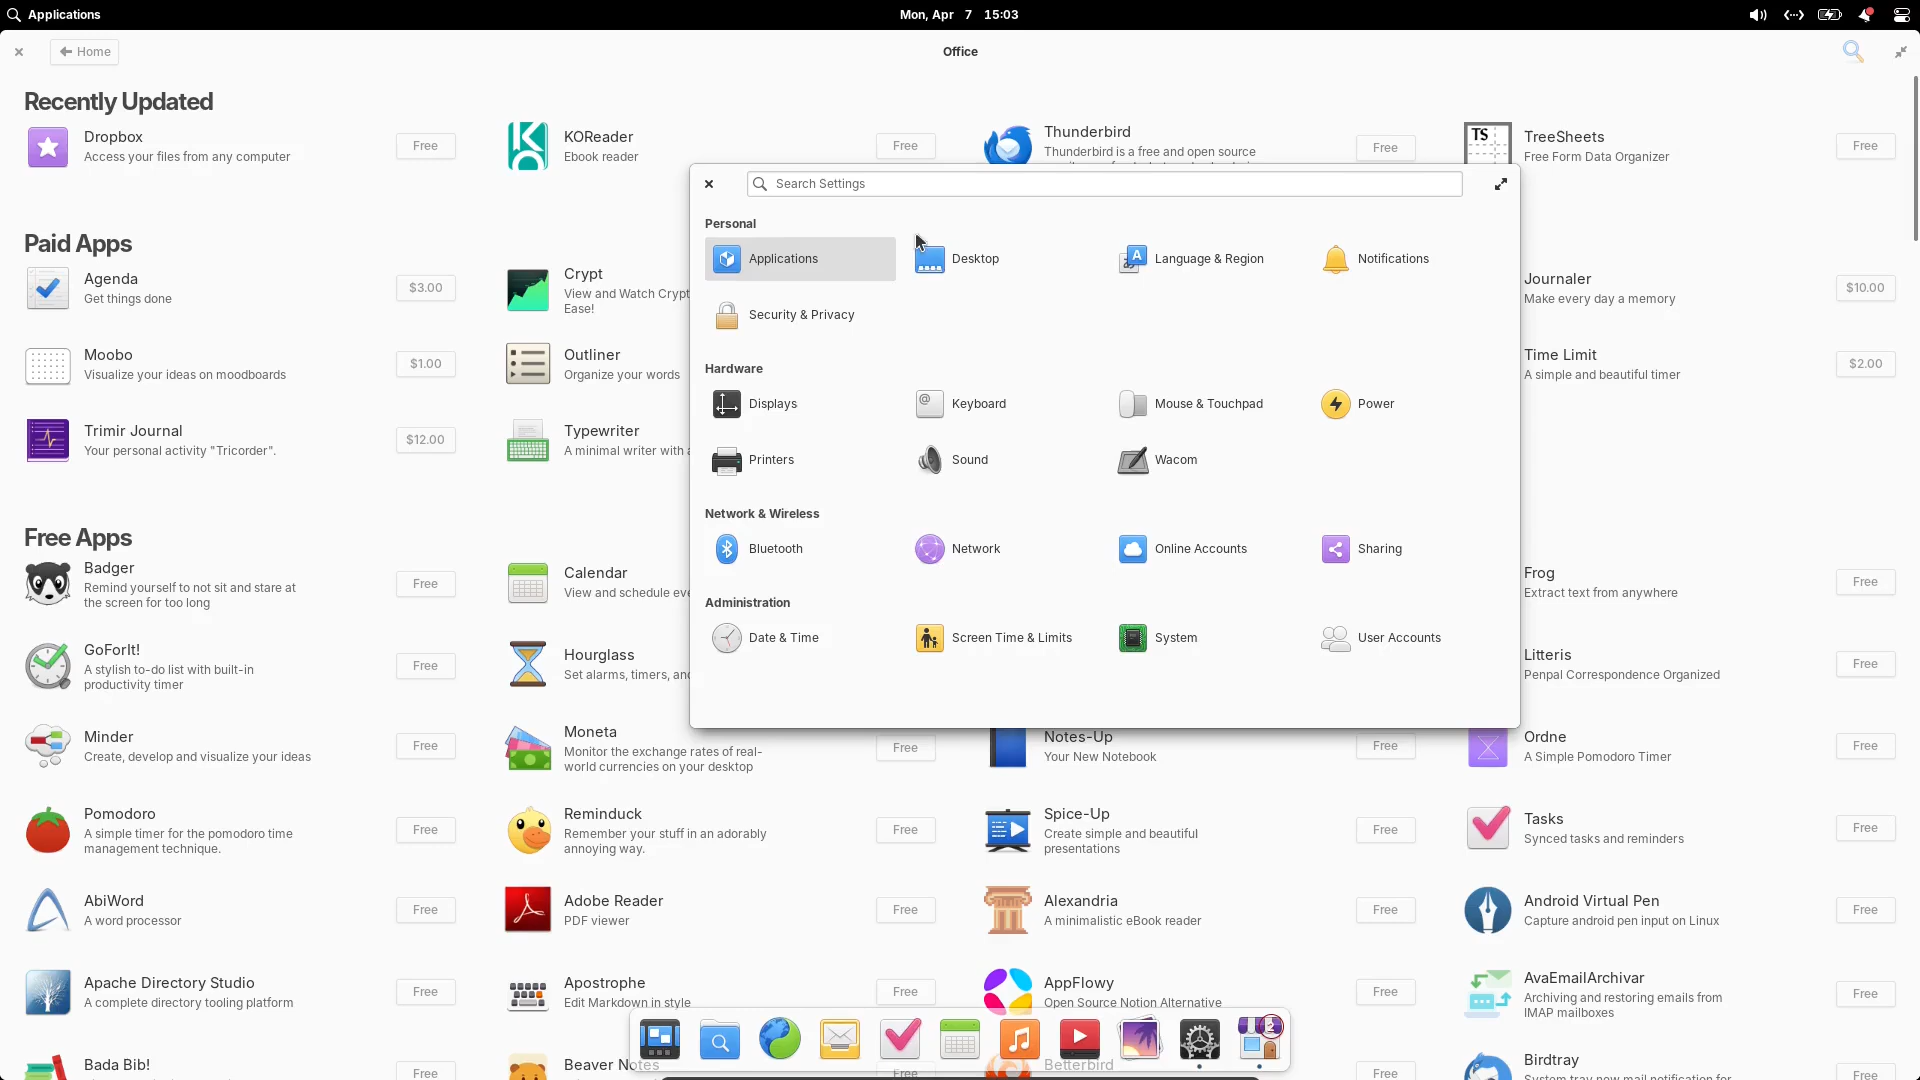 Applications
Mon, Apr 7 15:03
Home
Office
Recently Updated
Dropbox
Access your files from any computer
Free
KOReader
Ebook reader
Free
Thunderbird
Thunderbird is a free and open source
Free
TS
TreeSheets
Free Form Data Organizer
Free
Paid Apps
Agenda
Get things done
$3.00
Crypt
View and Watch Crypt
Ease!
Journaler
Make every day a memory
$10.00
Moobo
Visualize your ideas on moodboards
$1.00
Outliner
Organize your words
Time Limit
A simple and beautiful timer
$2.00
Trimir Journal
Your personal activity "Tricorder".
$12.00
Typewriter
A minimal writer with
Search Settings
Personal
Applications
Desktop
Language & Region
Notifications
Security & Privacy
Hardware
Displays
Keyboard
Mouse & Touchpad
Power
Printers
Sound
Wacom
Network & Wireless
Bluetooth
Network
Online Accounts
Sharing
Administration
Date & Time
Screen Time & Limits
System
User Accounts
Free Apps
Badger
Remind yourself to not sit and stare at
the screen for too long
Free
Calendar
View and schedule eve
Frog
Extract text from anywhere
Free
GoForIt!
A stylish to-do list with built-in
productivity timer
Free
Hourglass
Set alarms, timers, and
Litteris
Penpal Correspondence Organized
Free
Minder
Create, develop and visualize your ideas
Free
Moneta
Monitor the exchange rates of real-
world currencies on your desktop
Free
Notes-Up
Your New Notebook
Free
Ordne
A Simple Pomodoro Timer
Free
Pomodoro
A simple timer for the pomodoro time
management technique.
Free
Reminduck
Remember your stuff in an adorably
annoying way.
Free
Spice-Up
Create simple and beautiful
presentations
Free
Tasks
Synced tasks and reminders
Free
AbiWord
A word processor
Free
Adobe Reader
PDF viewer
Free
Alexandria
A minimalistic eBook reader
Free
Android Virtual Pen
Capture android pen input on Linux
Free
Apache Directory Studio
A complete directory tooling platform
Free
Apostrophe
Edit Markdown in style
Free
AppFlowy
Open Source Notion Alternative
Free
AvaEmailArchivar
Archiving and restoring emails from
IMAP mailboxes
Free
Bada Bib!
Free
Beaver Notes
Free
Betterbird
Free
Birdtray
System tray new mail notification for
Free